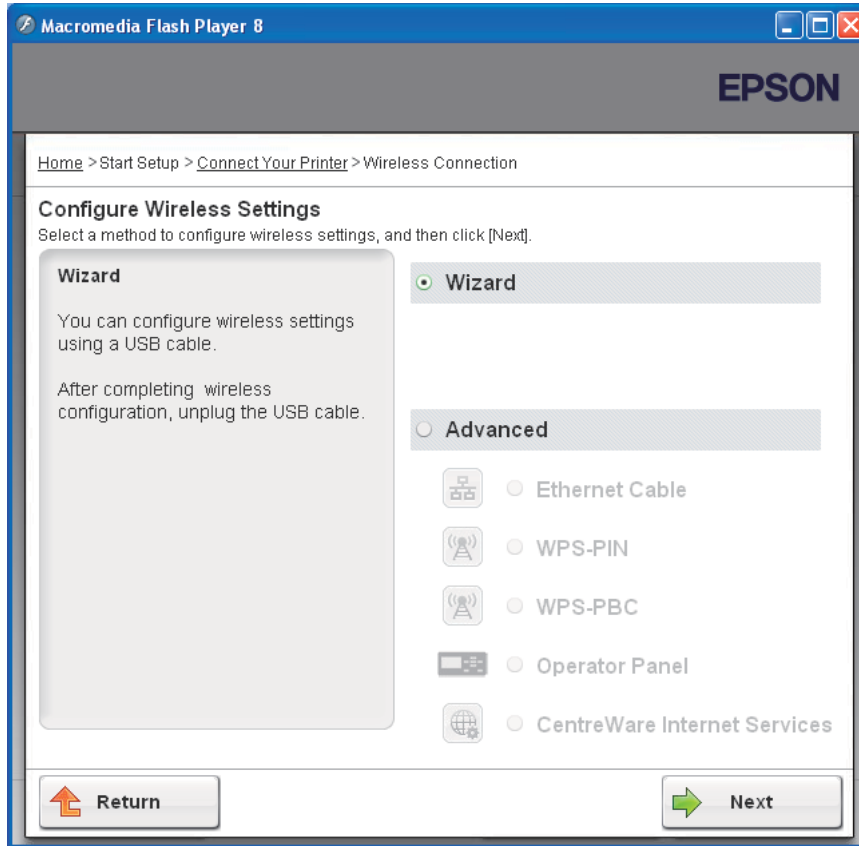 Macromedia Flash Player 8
EPSON
Home > Start Setup > Connect Your Printer > Wireless Connection
Configure Wireless Settings
Select a method to configure wireless settings, and then click [Next].
Wizard
You can configure wireless settings
using a USB cable.
After completing wireless
configuration, unplug the USB cable.
Wizard
Advanced
Ethernet Cable
WPS-PIN
WPS-PBC
Operator Panel
CentreWare Internet Services
Return
Next